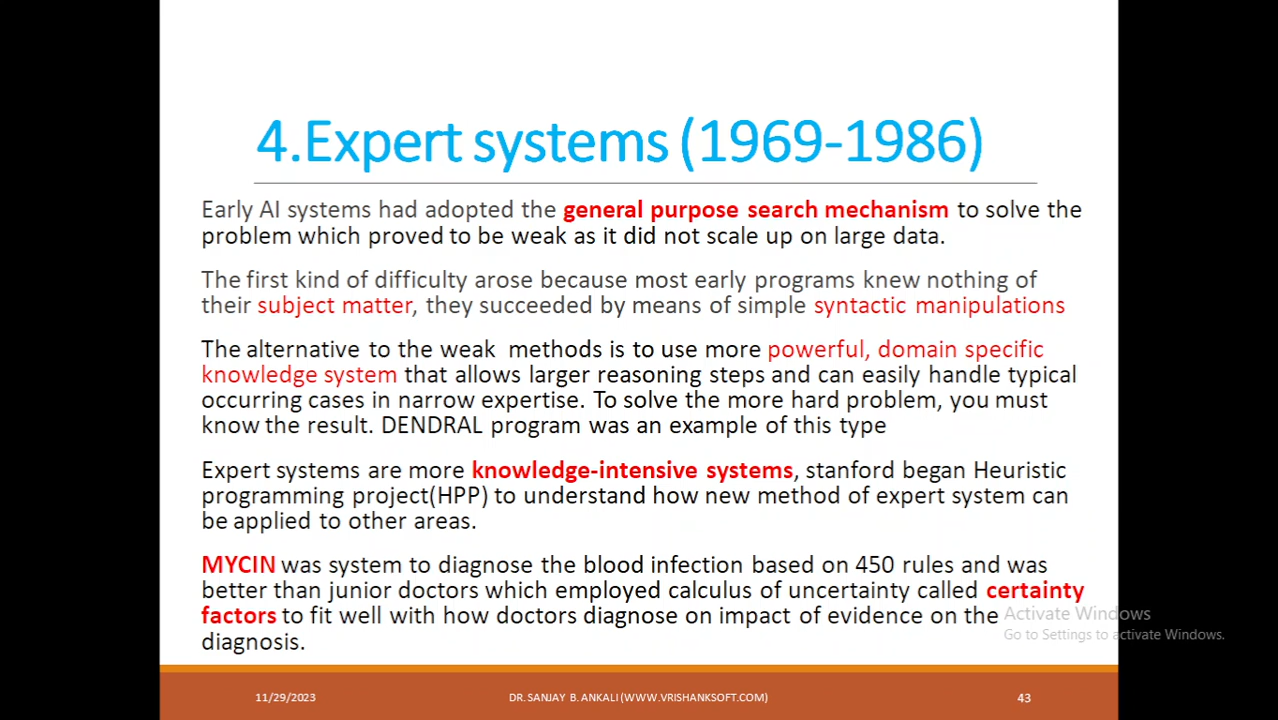 4.Expert systems (1969-1986)
Early AI systems had adopted the general purpose search mechanism to solve the
problem which proved to be weak as it did not scale up on large data.
The first kind of difficulty arose because most early programs knew nothing of
their subject matter, they succeeded by means of simple syntactic manipulations
The alternative to the weak methods is to use more powerful, domain specific
knowledge system that allows larger reasoning steps and can easily handle typical
occurring cases in narrow expertise. To solve the more hard problem, you must
know the result. DENDRAL program was an example of this type
Expert systems are more knowledge-intensive systems, stanford began Heuristic
programming project(HPP) to understand how new method of expert system can
be applied to other areas.
MYCIN was system to diagnose the blood infection based on 450 rules and was
better than junior doctors which employed calculus of uncertainty called certainty
factors to fit well with how doctors diagnose on impact of evidence on the
diagnosis.
Activate Windows
Go to Settings to activate Windows.
11/29/2023
DR. SANJAY B. ANKALI (WWW.VRISHANKSOFT.COM)
43